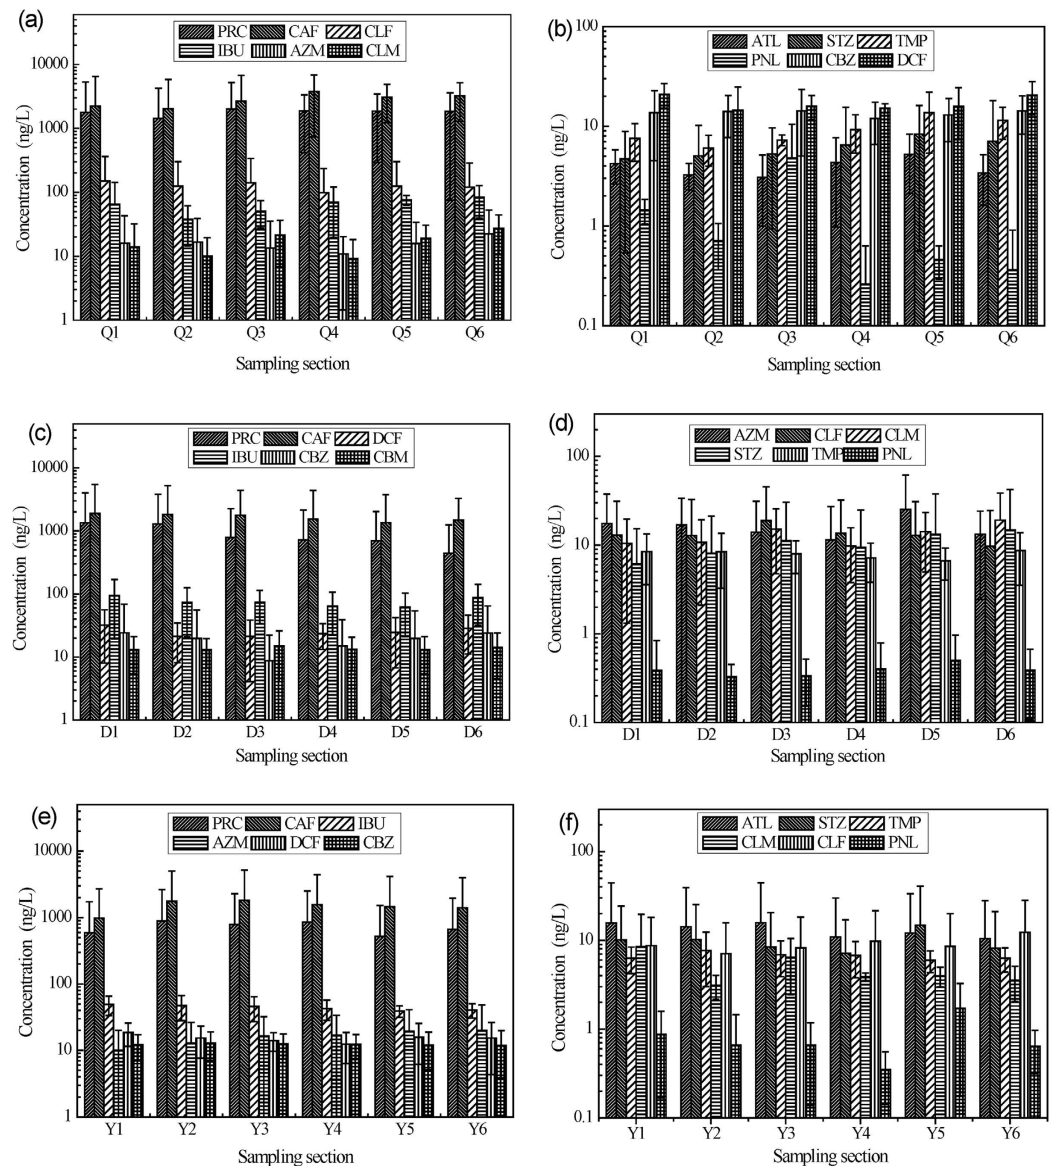 (a)
PRC CAF CLF
IBU AZM CLM
Concentration (ng/L)
10000
1000
100
10
1
Q1 Q2 Q3 Q4 Q5 Q6
Sampling section
(b)
ATL STZ TMP
PNL CBZ DCF
Concentration (ng/L)
100
10
1
0.1
Q1 Q2 Q3 Q4 Q5 Q6
Sampling section
(c)
PRC CAF DCF
IBU CBZ CBM
Concentration (ng/L)
10000
1000
100
10
1
D1 D2 D3 D4 D5 D6
Sampling section
(d)
AZM CLF CLM
STZ TMP PNL
Concentration (ng/L)
100
10
1
0.1
D1 D2 D3 D4 D5 D6
Sampling section
(e)
PRC CAF IBU
AZM DCF CBZ
Concentration (ng/L)
10000
1000
100
10
1
Y1 Y2 Y3 Y4 Y5 Y6
Sampling section
(f)
ATL STZ TMP
CLM CLF PNL
Concentration (ng/L)
100
10
1
0.1
Y1 Y2 Y3 Y4 Y5 Y6
Sampling section